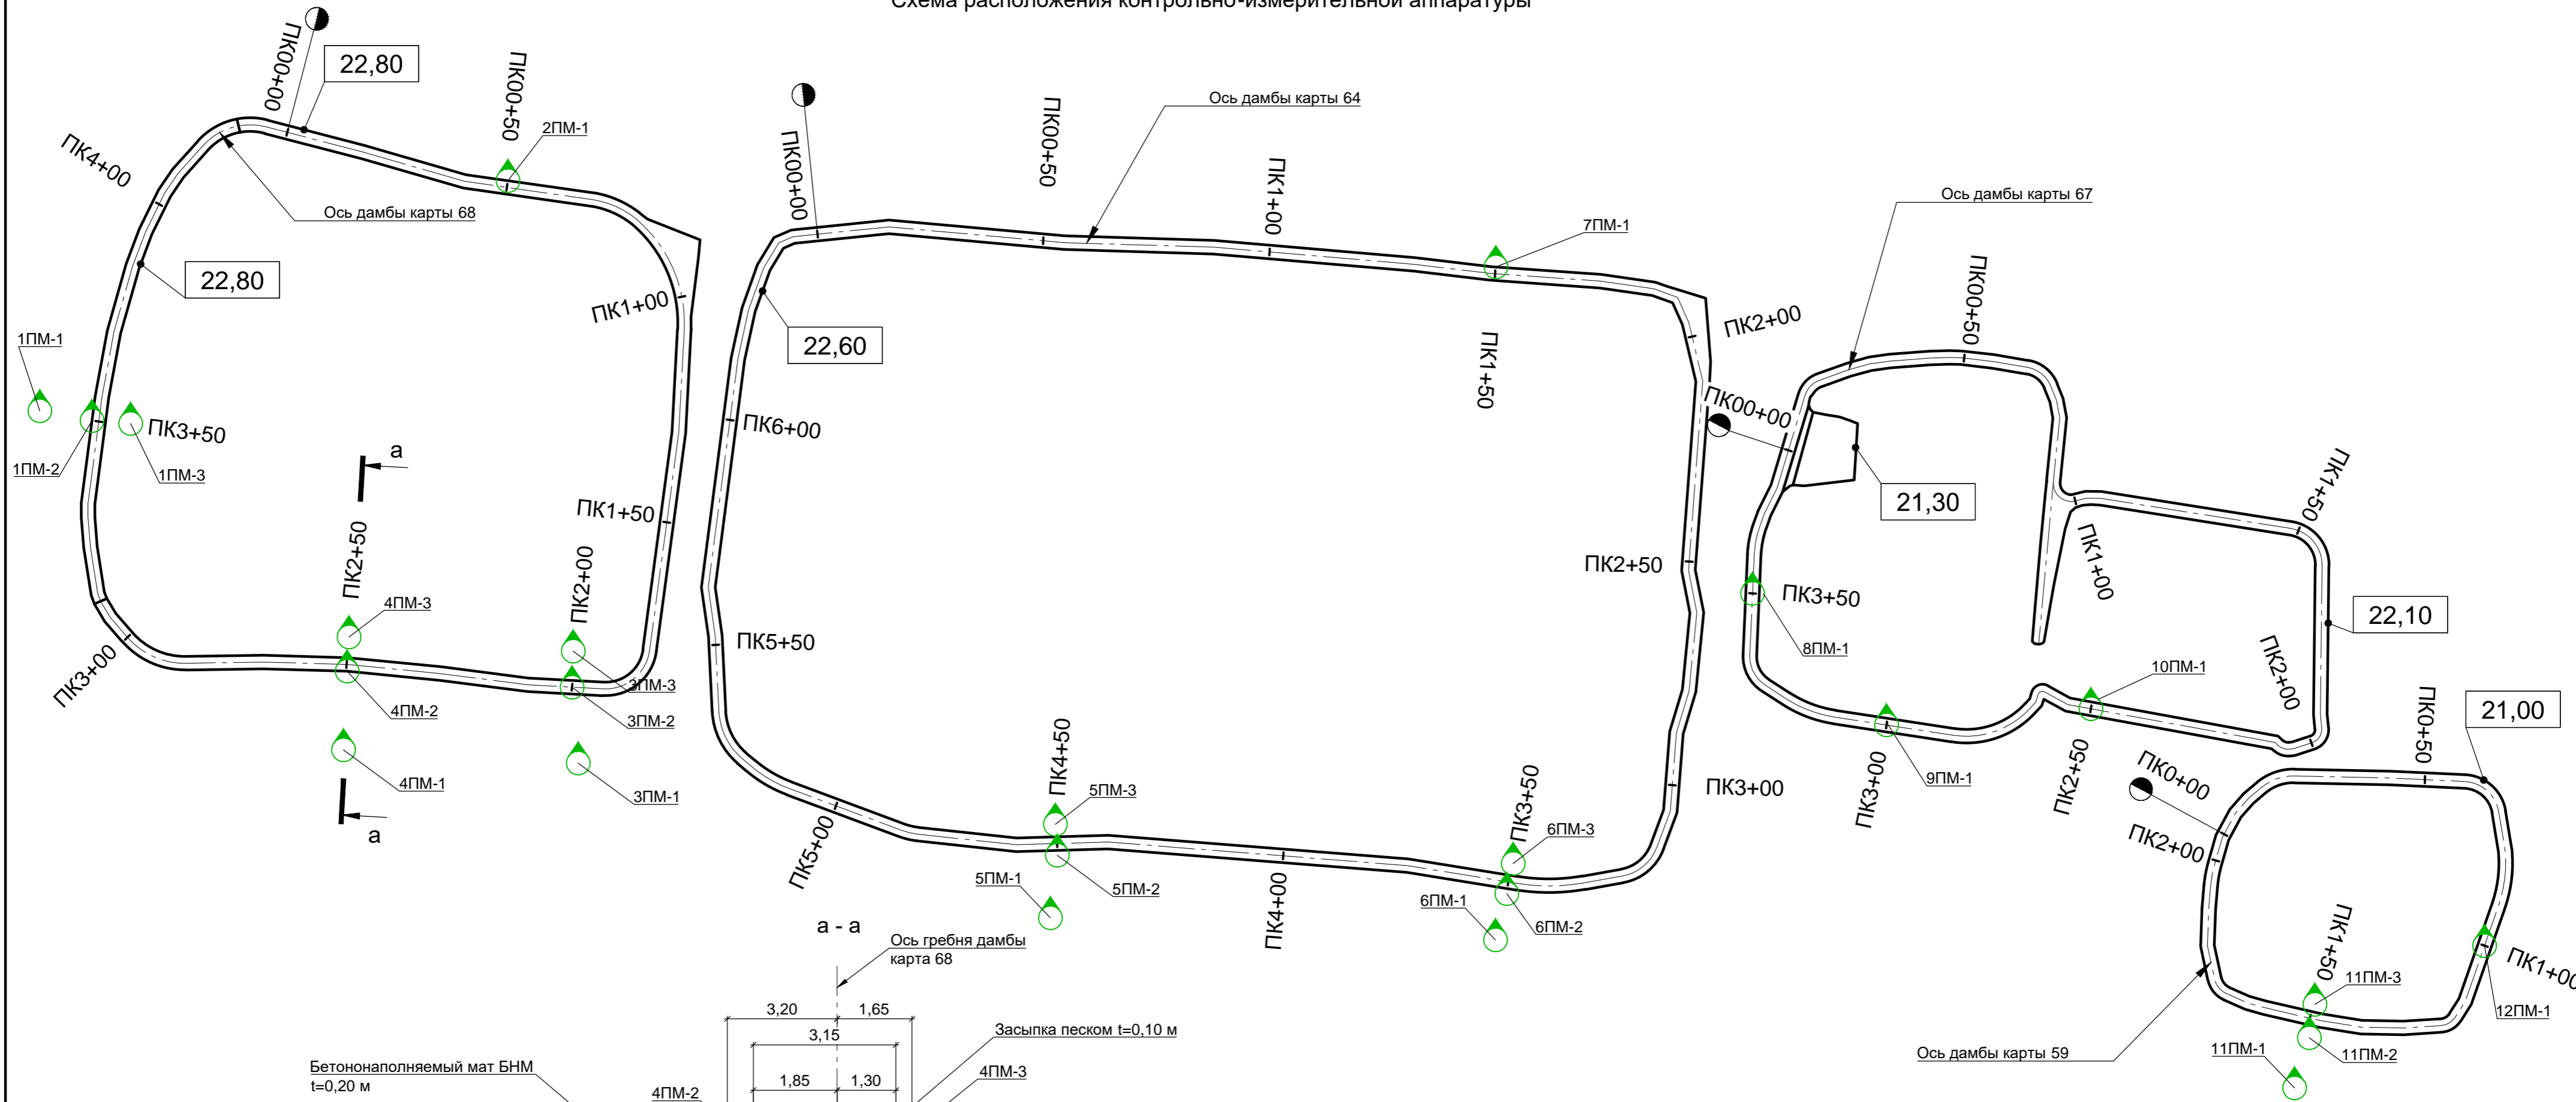 Схема расположения контрольно-измерительной аппаратуры
ПК00+00
22,80
ПК00+50
2ПМ-1
ПК4+00
Ось дамбы карты 68
22,80
ПК1+00
1ПМ-1
1ПМ-2
ПК3+50
1ПМ-3
а
ПК1+50
ПК2+50
ПК2+00
4ПМ-3
3ПМ-3
ПК3+00
4ПМ-2
3ПМ-2
4ПМ-1
3ПМ-1
а
ПК00+00
ПК00+50
Ось дамбы карты 64
ПК1+00
7ПМ-1
22,60
ПК1+50
ПК2+00
ПК6+00
ПК2+50
ПК5+50
ПК3+00
ПК4+50
5ПМ-3
ПК3+50
6ПМ-3
ПК5+00
5ПМ-1
5ПМ-2
ПК4+00
6ПМ-1
6ПМ-2
Ось дамбы карты 67
ПК00+50
ПК00+00
21,30
ПК1+50
ПК1+00
ПК3+50
22,10
8ПМ-1
10ПМ-1
ПК2+00
ПК3+00
9ПМ-1
ПК2+50
ПК0+00
ПК0+50
21,00
ПК2+00
ПК1+50
ПК1+00
11ПМ-3
12ПМ-1
Ось дамбы карты 59
11ПМ-1
11ПМ-2
а - а
Ось гребня дамбы
карта 68
3,20
1,65
3,15
Засыпка песком t=0,10 м
Бетононаполняемый мат БНМ
t=0,20 м
1,85
1,30
4ПМ-2
4ПМ-3